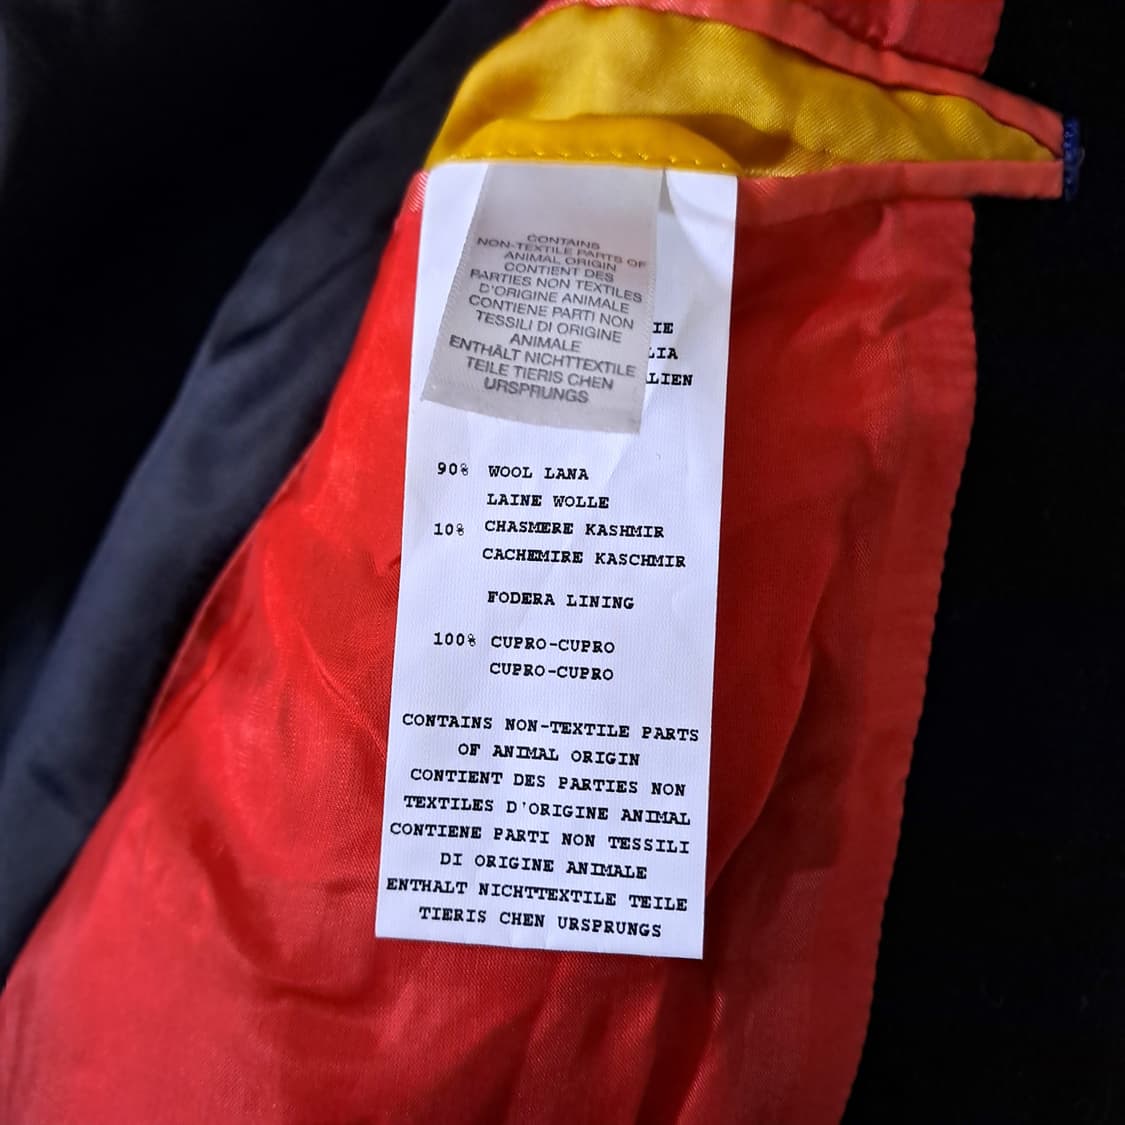 CONTAINS
NON-TEXTILE PARTS OF
ANIMAL ORIGIN
CONTIENT DES
PARTIES NON TEXTILES
D'ORIGINE ANIMALE
CONTIENE PARTI NON
TESSILI DI ORIGINE
ANIMALE
ENTHÄLT NICHTTEXTILE
TEILE TIERIS CHEN
URSPRUNGS
90% WOOL LANA
LAINE WOLLE
10% CHASMERE KASHMIR
CACHEMIRE KASCHMIR
FODERA LINING
100% CUPRO-CUPRO
CUPRO-CUPRO
CONTAINS NON-TEXTILE PARTS
OF ANIMAL ORIGIN
CONTIENT DES PARTIES NON
TEXTILES D'ORIGINE ANIMAL
CONTIENE PARTI NON TESSILI
DI ORIGINE ANIMALE
ENTHALT NICHTTEXTILE TEILE
TIERIS CHEN URSPRUNGS